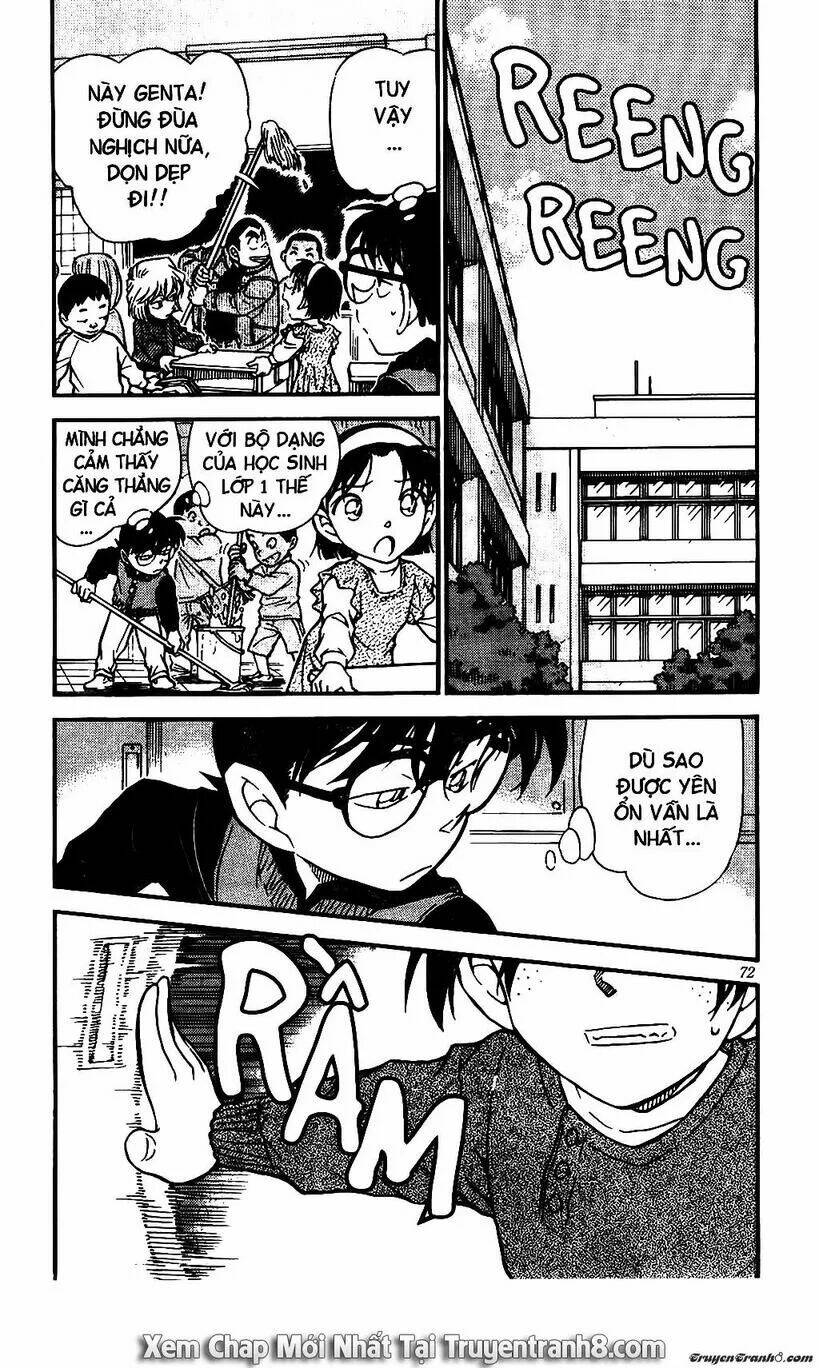 REENG
REENG
TUY
VẬY
...
NÀY GENTA!
ĐỪNG ĐÙA
NGHỊCH NỮA,
DỌN DẸP
ĐI!!
VỚI BỘ DẠNG
CỦA HỌC SINH
LỚP 1 THẾ
NÀY...
MÌNH CHẲNG
CẢM THẤY
CĂNG THẲNG
GÌ CẢ
...
DÙ SAO
ĐƯỢC YÊN
ỔN VẪN LÀ
NHẤT...
72
RẦM
Xem Chap Mới Nhất Tại Truyentranh8.com
TruyenTranh8.com